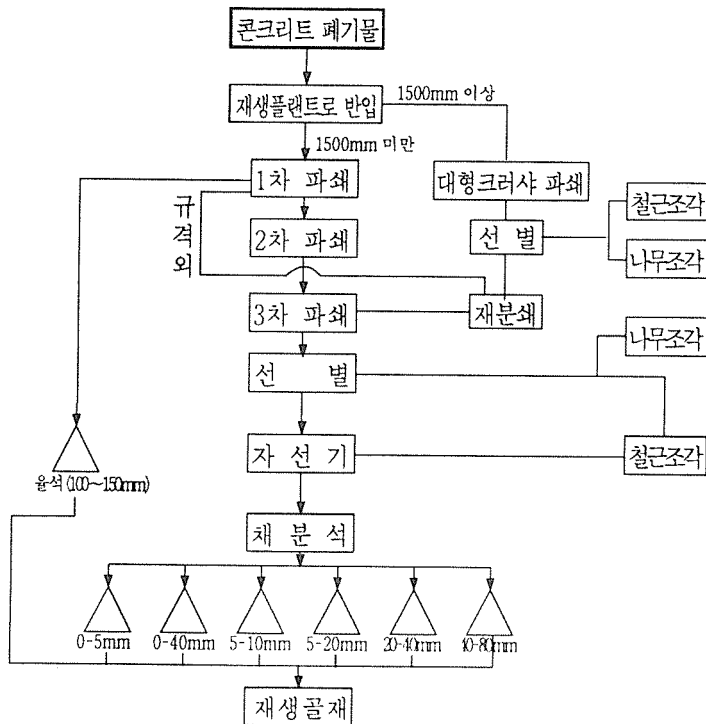 콘크리트 폐기물
재생플랜트로 반입
1500mm 이상
1500mm 미만
1차 파쇄
대형크러샤 파쇄
철근조각
규격외
2차 파쇄
선 별
나무조각
3차 파쇄
재분쇄
나무조각
선 별
자 선 기
철근조각
율석 (100~150mm)
채 분 석
0-5mm
0-40mm
5-10mm
5-20mm
20-40mm
40-80mm
재생골재